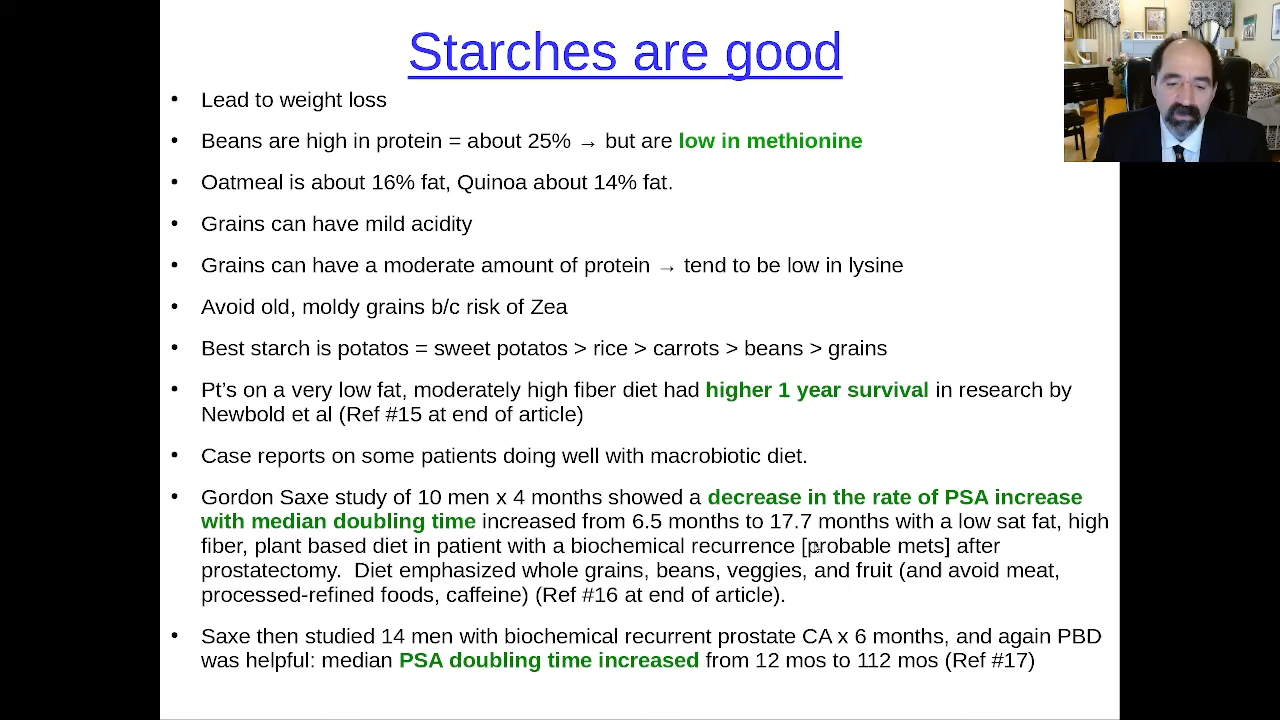 Starches are good
• Lead to weight loss
• Beans are high in protein = about 25% → but are low in methionine
• Oatmeal is about 16% fat, Quinoa about 14% fat.
• Grains can have mild acidity
• Grains can have a moderate amount of protein → tend to be low in lysine
• Avoid old, moldy grains b/c risk of Zea
• Best starch is potatos = sweet potatos > rice > carrots > beans > grains
• Pt’s on a very low fat, moderately high fiber diet had higher 1 year survival in research by
Newbold et al (Ref #15 at end of article)
• Case reports on some patients doing well with macrobiotic diet.
• Gordon Saxe study of 10 men x 4 months showed a decrease in the rate of PSA increase
with median doubling time increased from 6.5 months to 17.7 months with a low sat fat, high
fiber, plant based diet in patient with a biochemical recurrence [probable mets] after
prostatectomy.  Diet emphasized whole grains, beans, veggies, and fruit (and avoid meat,
processed-refined foods, caffeine) (Ref #16 at end of article).
• Saxe then studied 14 men with biochemical recurrent prostate CA x 6 months, and again PBD
was helpful: median PSA doubling time increased from 12 mos to 112 mos (Ref #17)